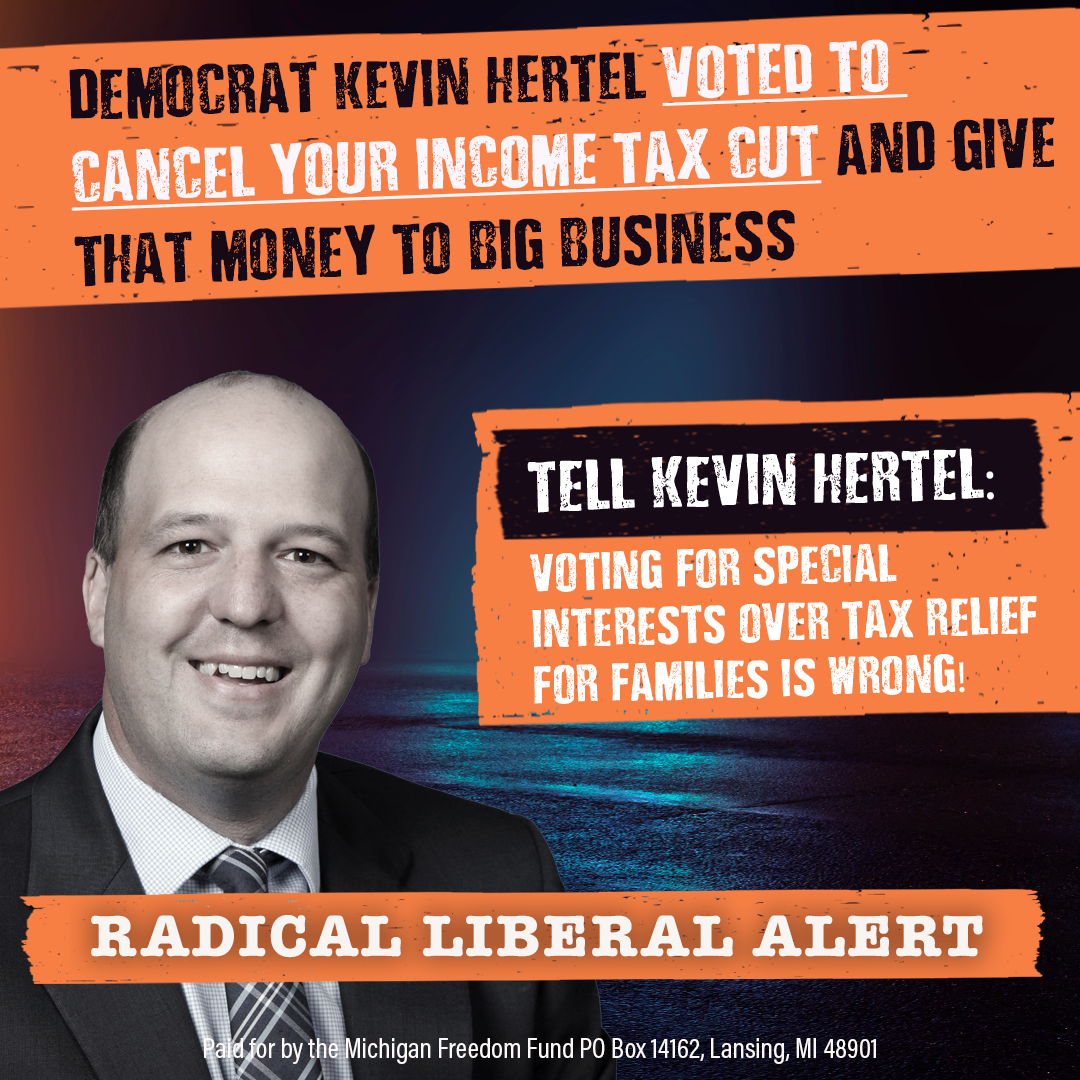 DEMOCRAT KEVIN HERTEL VOTED TO
CANCEL YOUR INCOME TAX CUT AND GIVE
THAT MONEY TO BIG BUSINESS
TELL KEVIN HERTEL:
VOTING FOR SPECIAL
INTERESTS OVER TAX RELIEF
FOR FAMILIES IS WRONG!
RADICAL LIBERAL ALERT
Paid for by the Michigan Freedom Fund PO Box 14162, Lansing, MI 48901